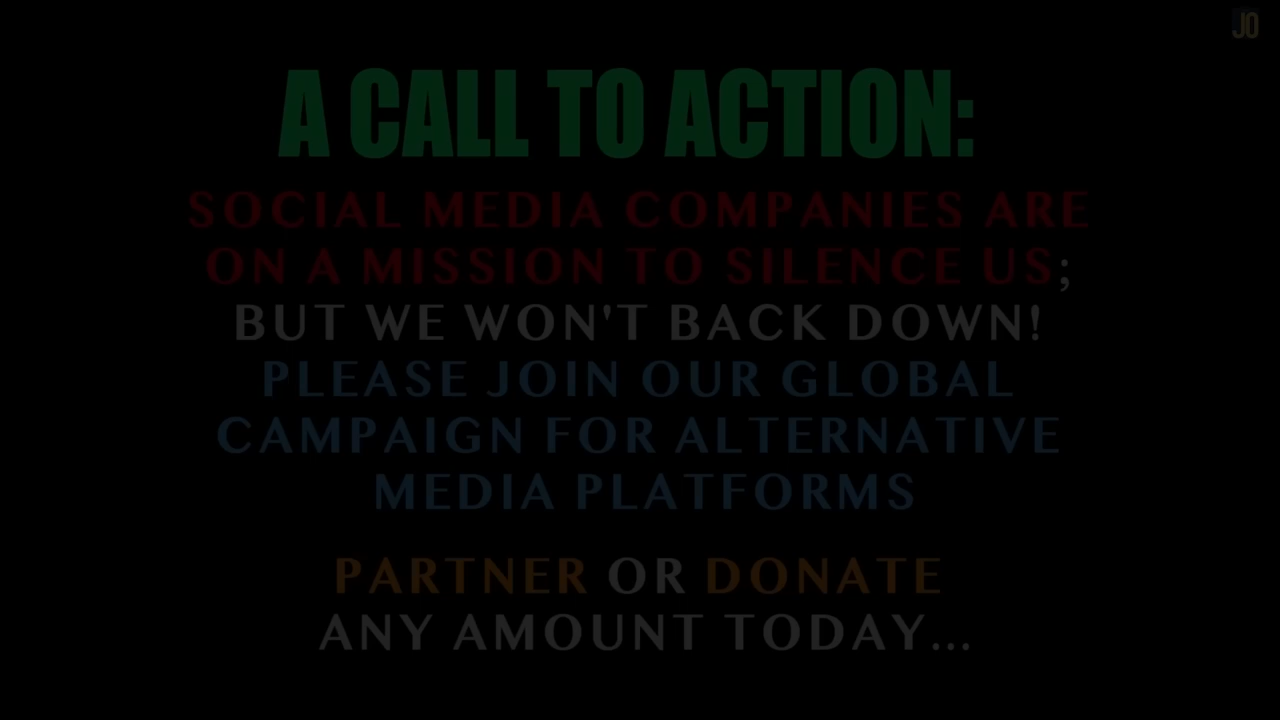 JO
A CALL TO ACTION:
SOCIAL MEDIA COMPANIES ARE
ON A MISSION TO SILENCE US;
BUT WE WON'T BACK DOWN!
PLEASE JOIN OUR GLOBAL
CAMPAIGN FOR ALTERNATIVE
MEDIA PLATFORMS
PARTNER OR DONATE
ANY AMOUNT TODAY...